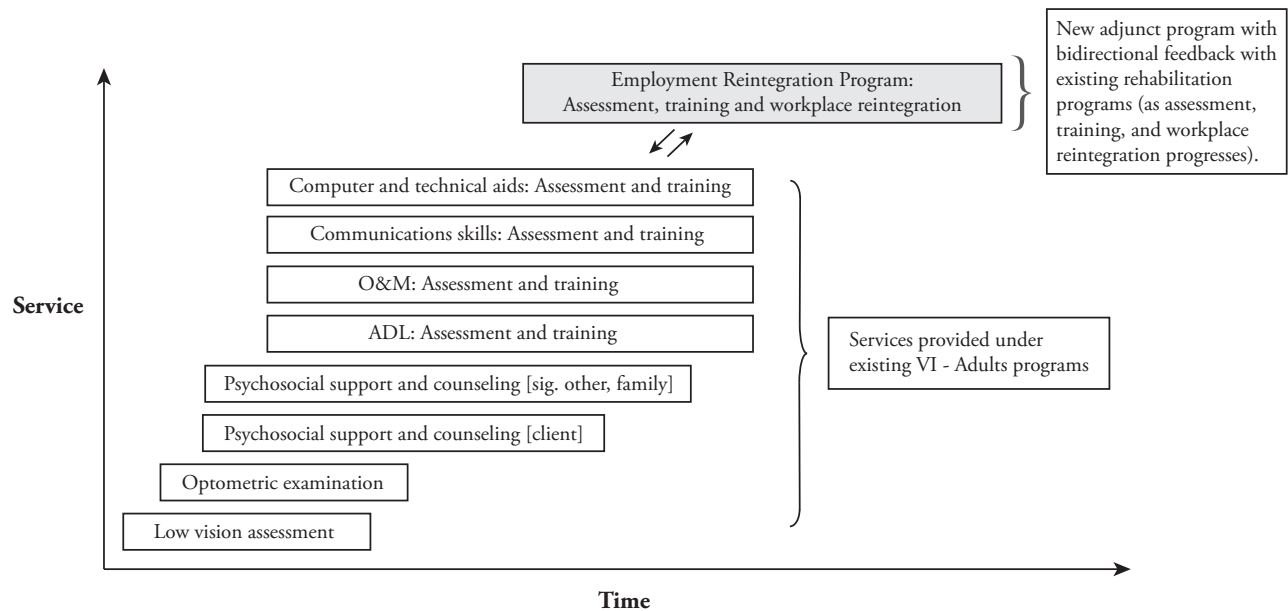 New adjunct program with
bidirectional feedback with
existing rehabilitation
programs (as assessment,
training, and workplace
reintegration progresses).
Employment Reintegration Program:
Assessment, training and workplace reintegration
Computer and technical aids: Assessment and training
Communications skills: Assessment and training
O&M: Assessment and training
ADL: Assessment and training
Psychosocial support and counseling [sig. other, family]
Psychosocial support and counseling [client]
Optometric examination
Low vision assessment
Service
Services provided under
existing VI - Adults programs
Time